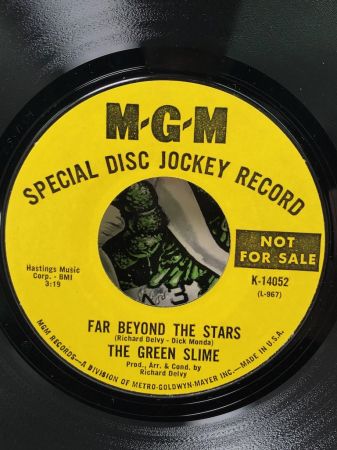 M-G-M
SPECIAL DISC JOCKEY RECORD
NOT
FOR SALE
Hastings Music
Corp. - BMI
3:19
K-14052
(L-967)
FAR BEYOND THE STARS
(Richard Delvy - Dick Monda)
THE GREEN SLIME
Prod., Arr. & Cond. by
Richard Delvy
MGM RECORDS—A DIVISION OF METRO-GOLDWYN-MAYER INC.—MADE IN U.S.A.